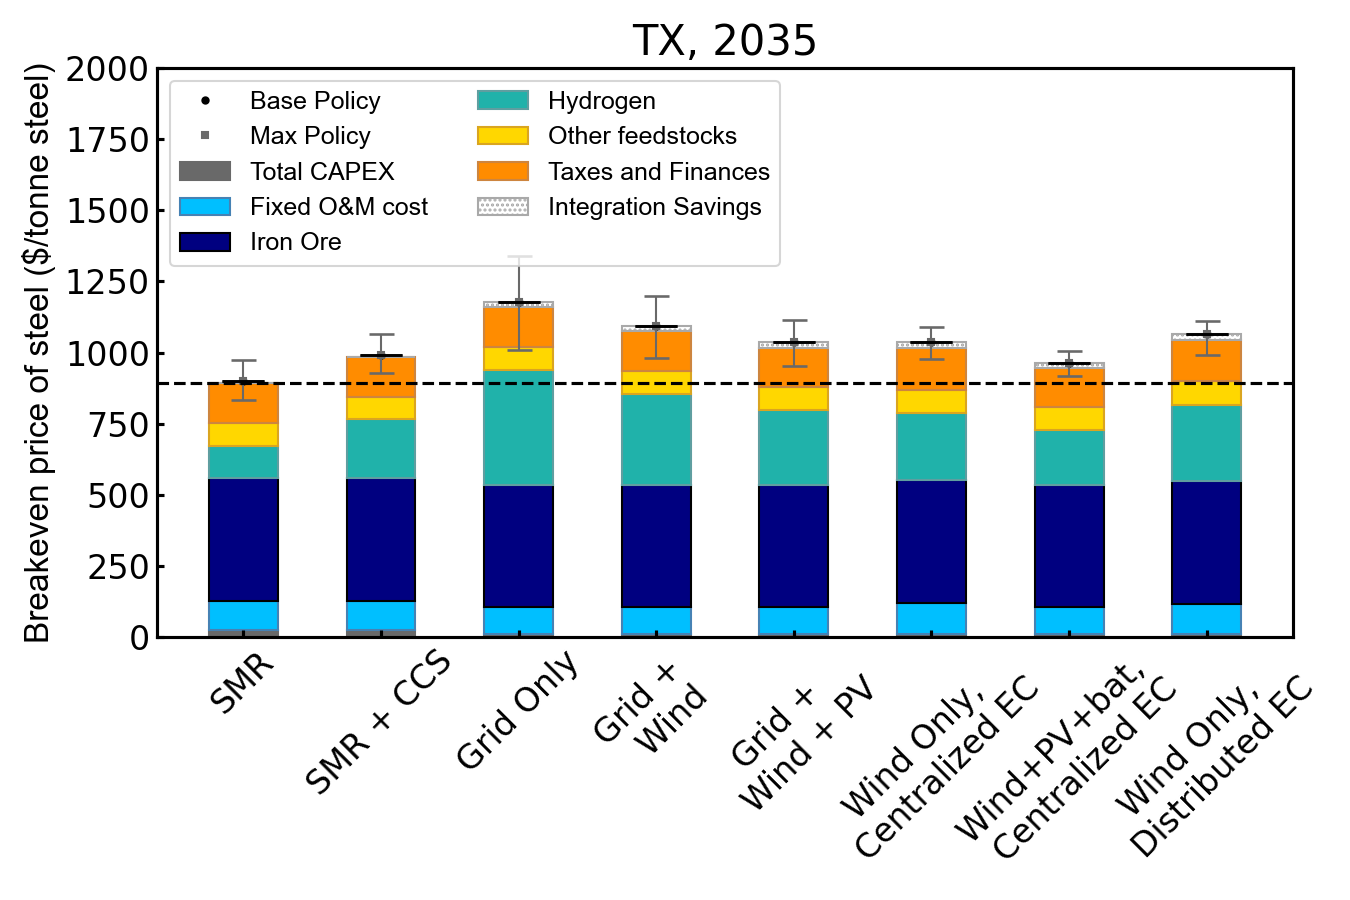 TX, 2035
Breakeven price of steel ($/tonne steel)
2000
1750
1500
1250
1000
750
500
250
0
Base Policy
Max Policy
Total CAPEX
Fixed O&M cost
Iron Ore
Hydrogen
Other feedstocks
Taxes and Finances
Integration Savings
SMR
SMR + CCS
Grid Only
Grid +
Wind
Grid +
Wind + PV
Wind Only,
Centralized EC
Wind+PV+bat,
Centralized EC
Wind Only,
Distributed EC